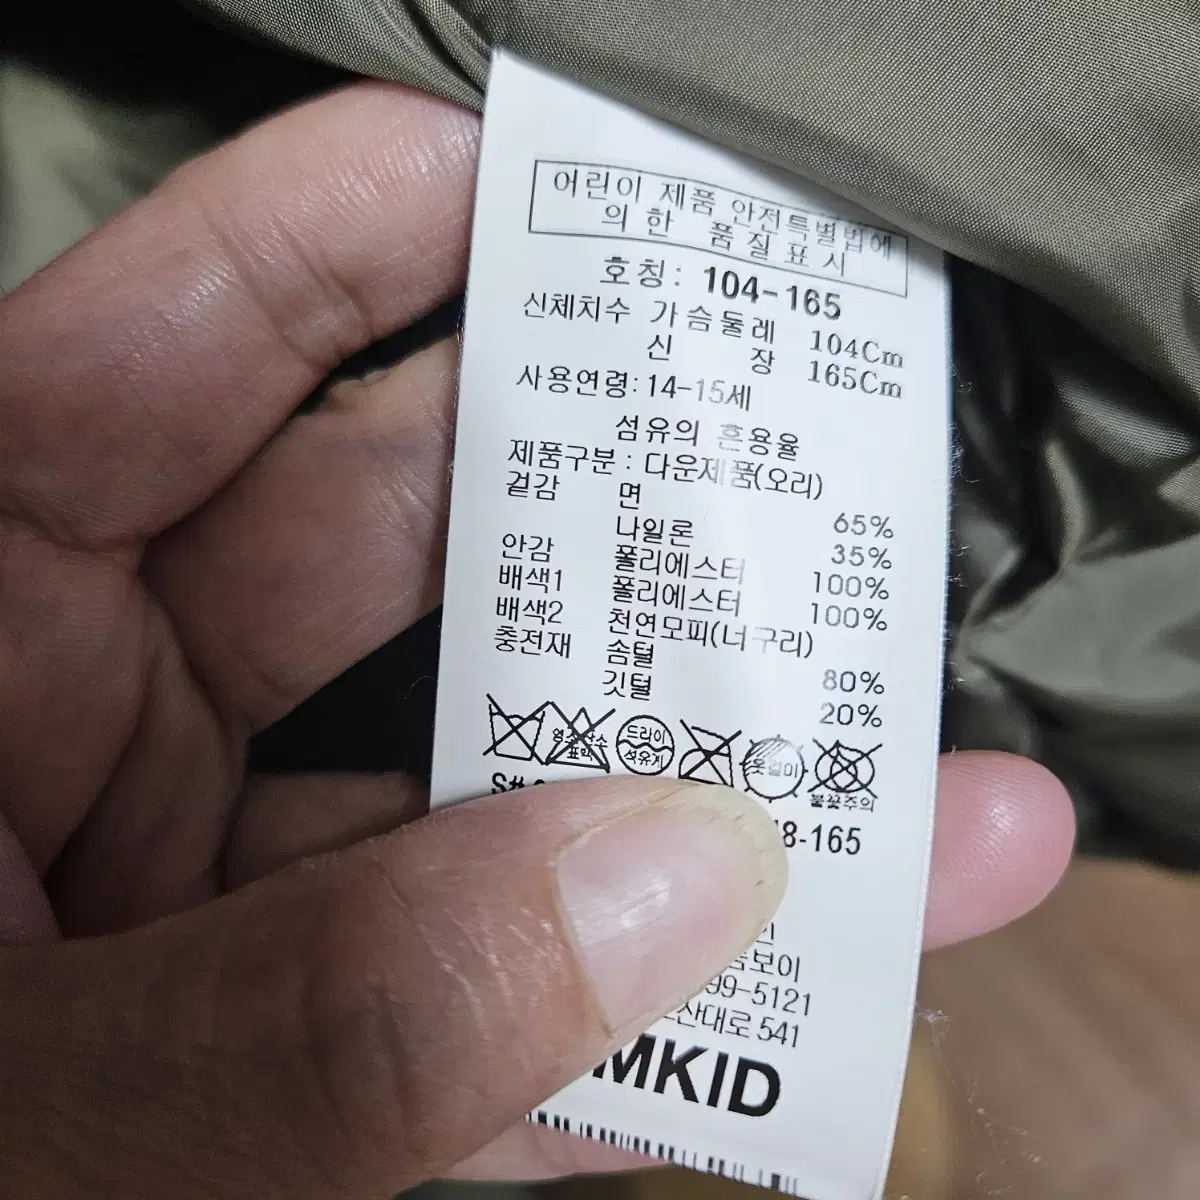 어린이 제품 안전특별법에
의한 품질표시
호칭: 104-165
신체치수 가슴둘레 104Cm
신 장 165Cm
사용연령: 14-15세
섬유의 혼용율
제품구분 : 다운제품(오리)
겉감 면 65%
나일론 35%
안감 폴리에스터 100%
배색1 폴리에스터 100%
배색2 천연모피(너구리)
충전재 솜털 80%
깃털 20%
드라이
석유계
옷걸이
불꽃주의
S#
8-165
보이
99-5121
산대로 541
MKID